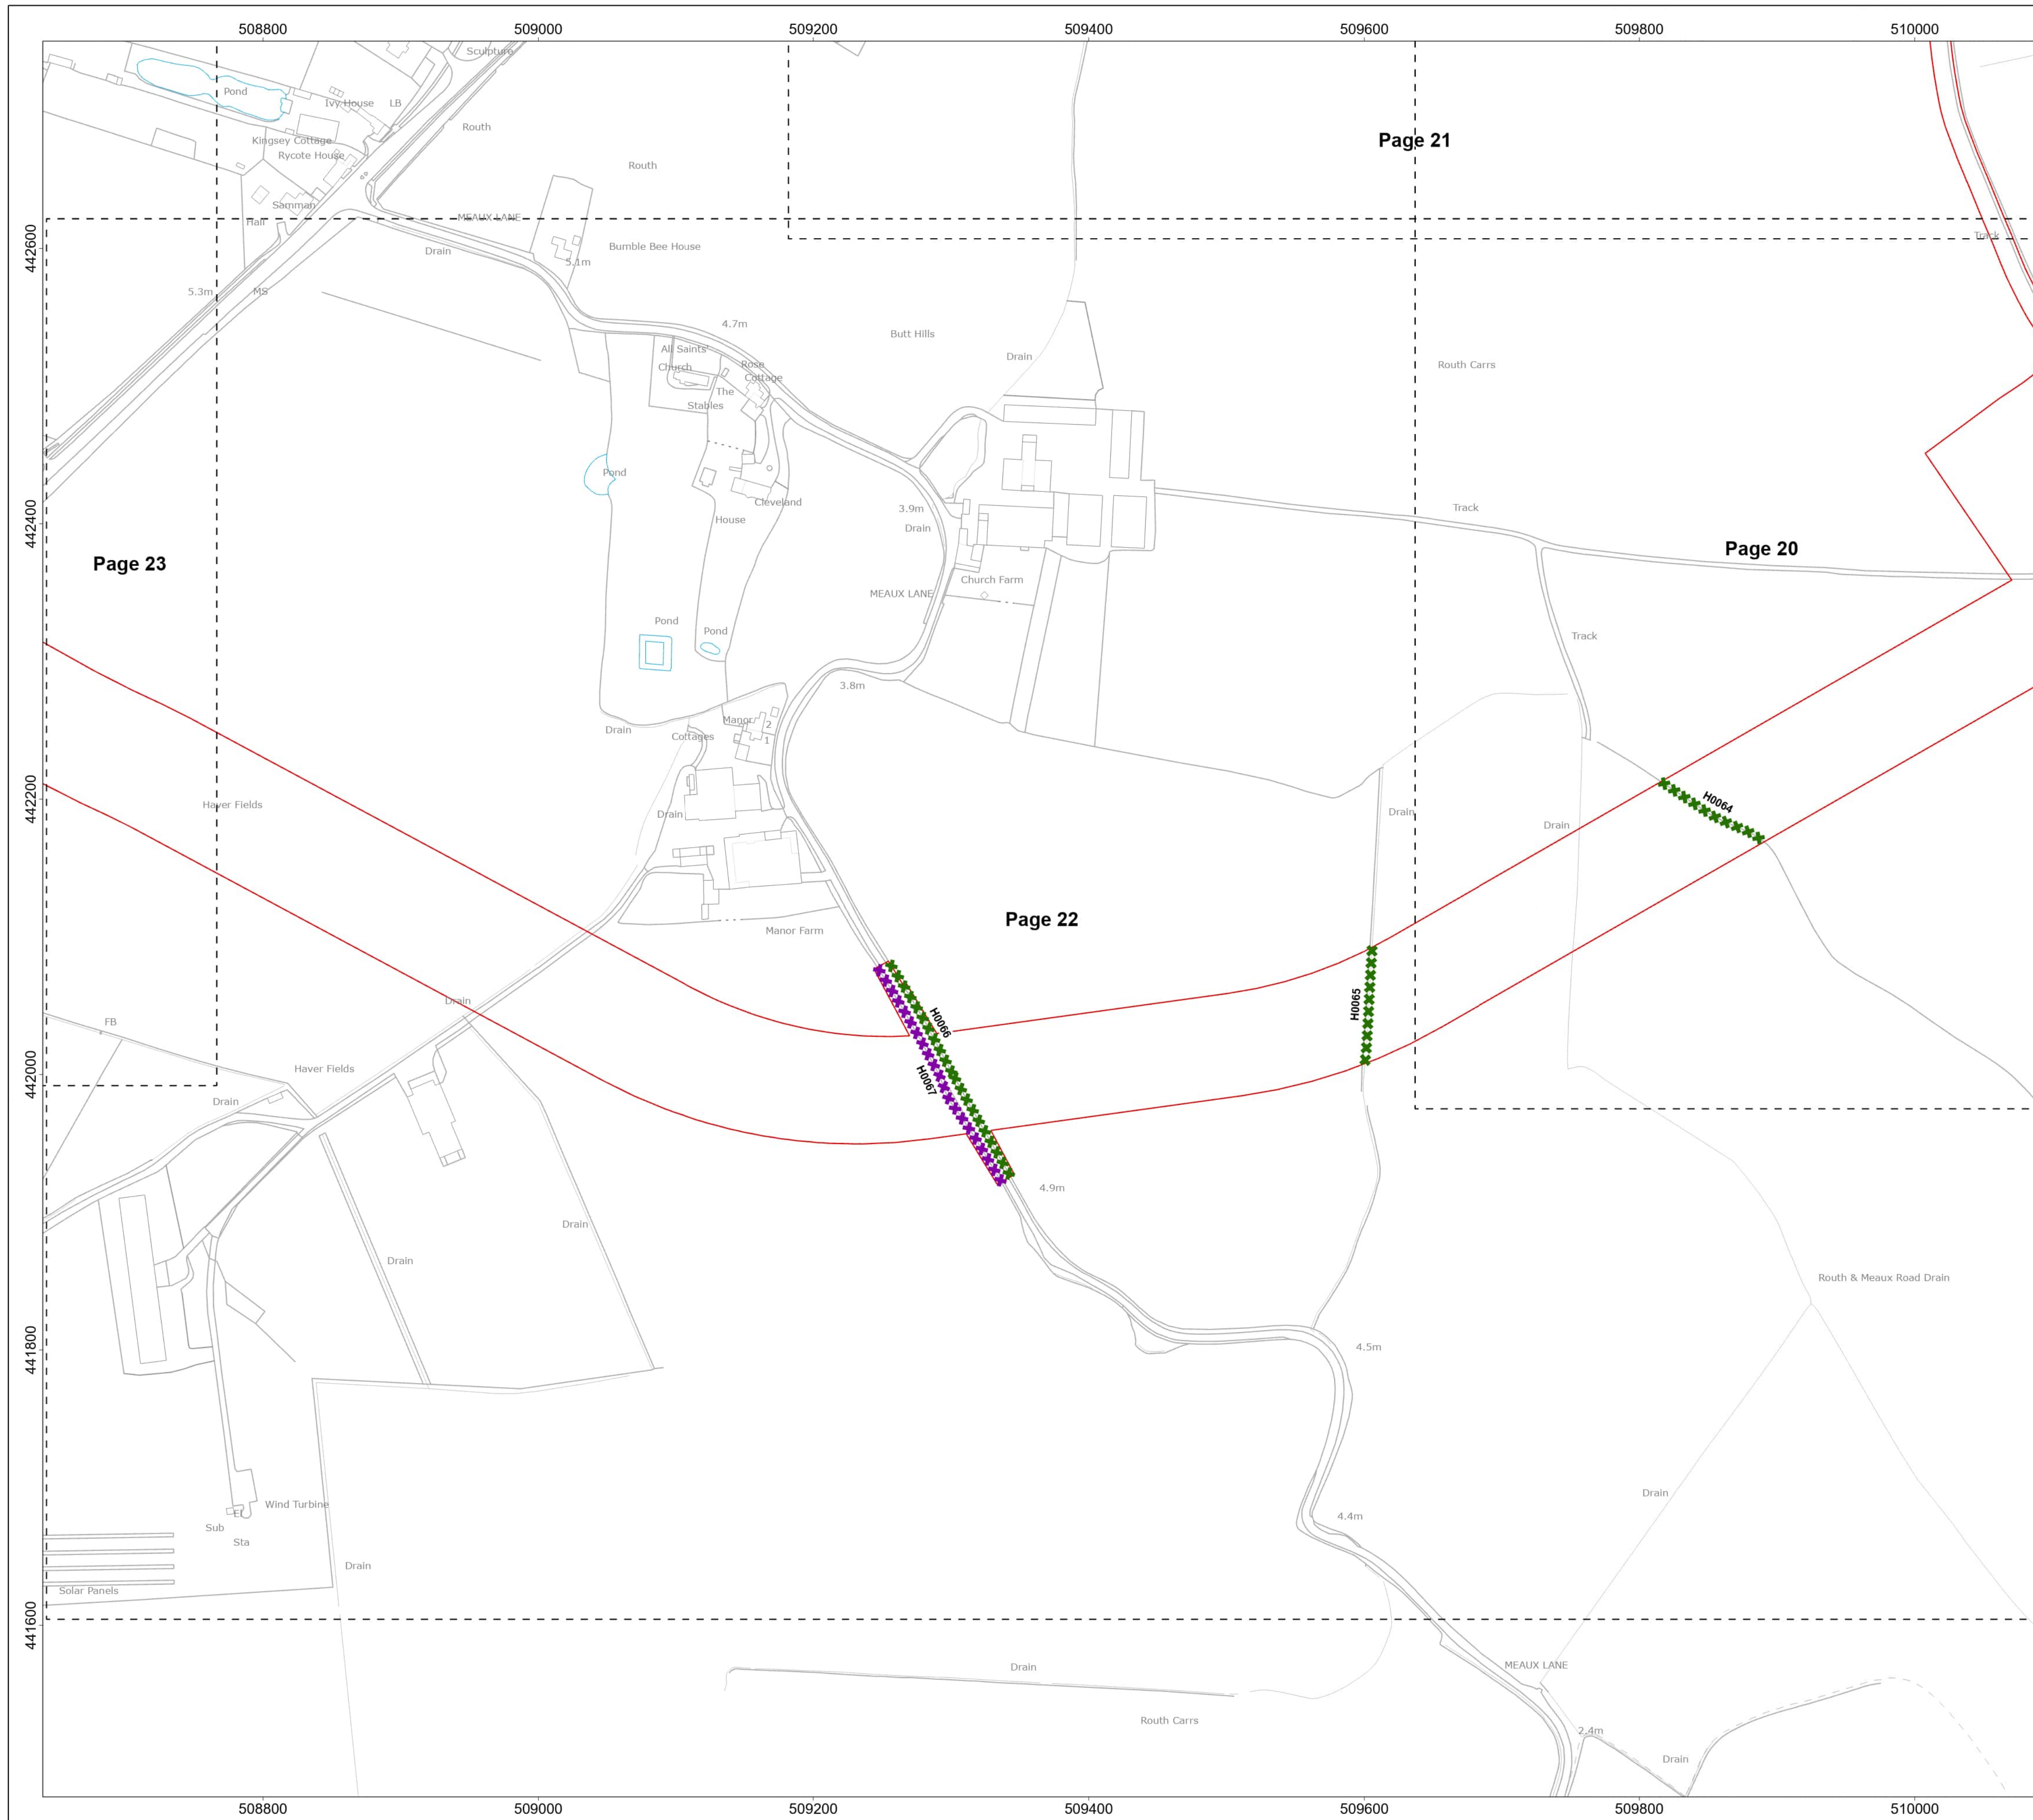 508800
509000
509200
509400
509600
509800
510000
Sculpture
Pond
Ivy House
LB
Routh
Kingsey Cottage
Rycote House
Page 21
Routh
Samman
Hall
MEAUX LANE
442600
Drain
Bumble Bee House
5.1m
Track
5.3m
MS
4.7m
Butt Hills
All Saints'
Church
Rose
Cottage
The
Stables
Drain
Routh Carrs
Pond
Cleveland
House
3.9m
Drain
Track
442400
Page 23
Page 20
Church Farm
MEAUX LANE
Pond
Pond
Track
3.8m
Drain
Manor
Cottages
2
1
442200
Haver Fields
Drain
Drain
Drain
H0064
Page 22
Manor Farm
Drain
FB
H0066
H0065
H0067
442000
Haver Fields
Drain
4.9m
Drain
Drain
Routh & Meaux Road Drain
441800
4.5m
Wind Turbine
El
Sub
Sta
Drain
4.4m
Drain
Solar Panels
441600
Drain
MEAUX LANE
Routh Carrs
2.4m
Drain
508800
509000
509200
509400
509600
509800
510000